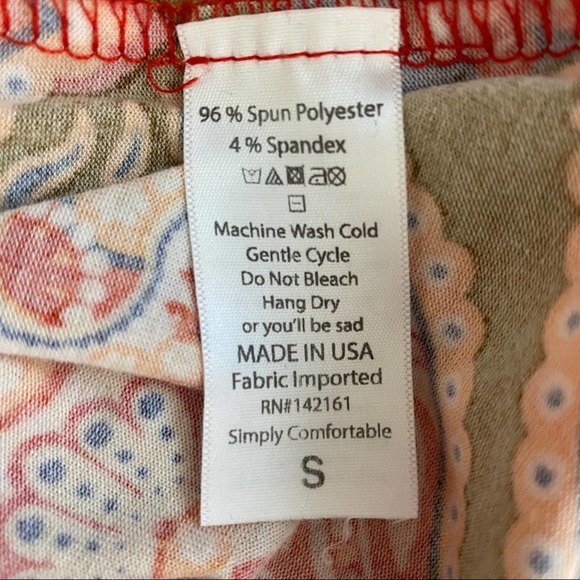 96 % Spun Polyester
4 % Spandex
Machine Wash Cold
Gentle Cycle
Do Not Bleach
Hang Dry
or you'll be sad
MADE IN USA
Fabric Imported
RN#142161
Simply Comfortable
S